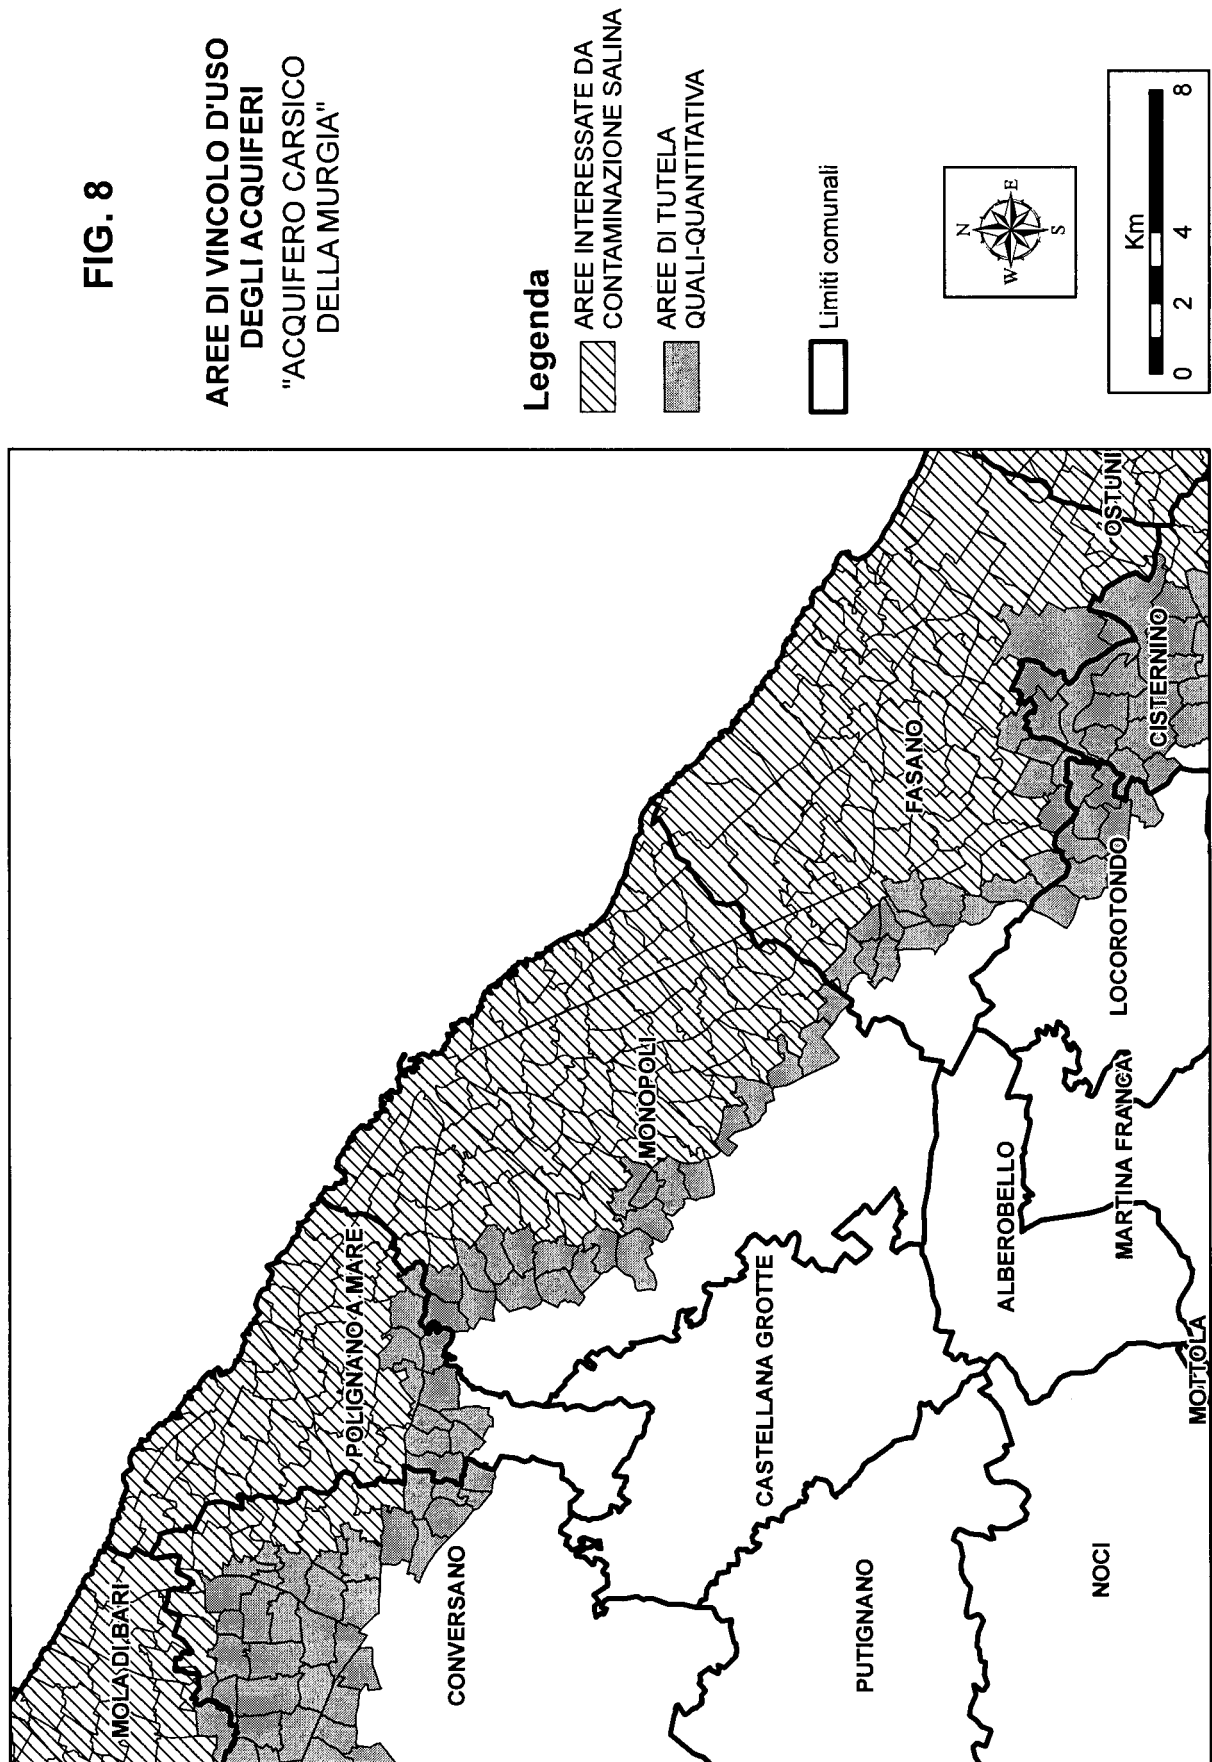 FIG. 8
AREE DI VINCOLO D'USO
DEGLI ACQUIFERI
"ACQUIFERO CARSICO
DELLA MURGIA"
Legenda
AREE INTERESSATE DA
CONTAMINAZIONE SALINA
AREE DI TUTELA
QUALI-QUANTITATIVA
Limiti comunali
N
W
E
S
Km
0 2 4 8
MOLA DI BARI
POLIGNANO A MARE
CONVERSANO
MONOPOLI
CASTELLANA GROTTE
PUTIGNANO
FASANO
ALBEROBELLO
NOCI
LOCOROTONDO
MARTINA FRANCA
CISTERNINO
OSTUNI
MOTTOLA